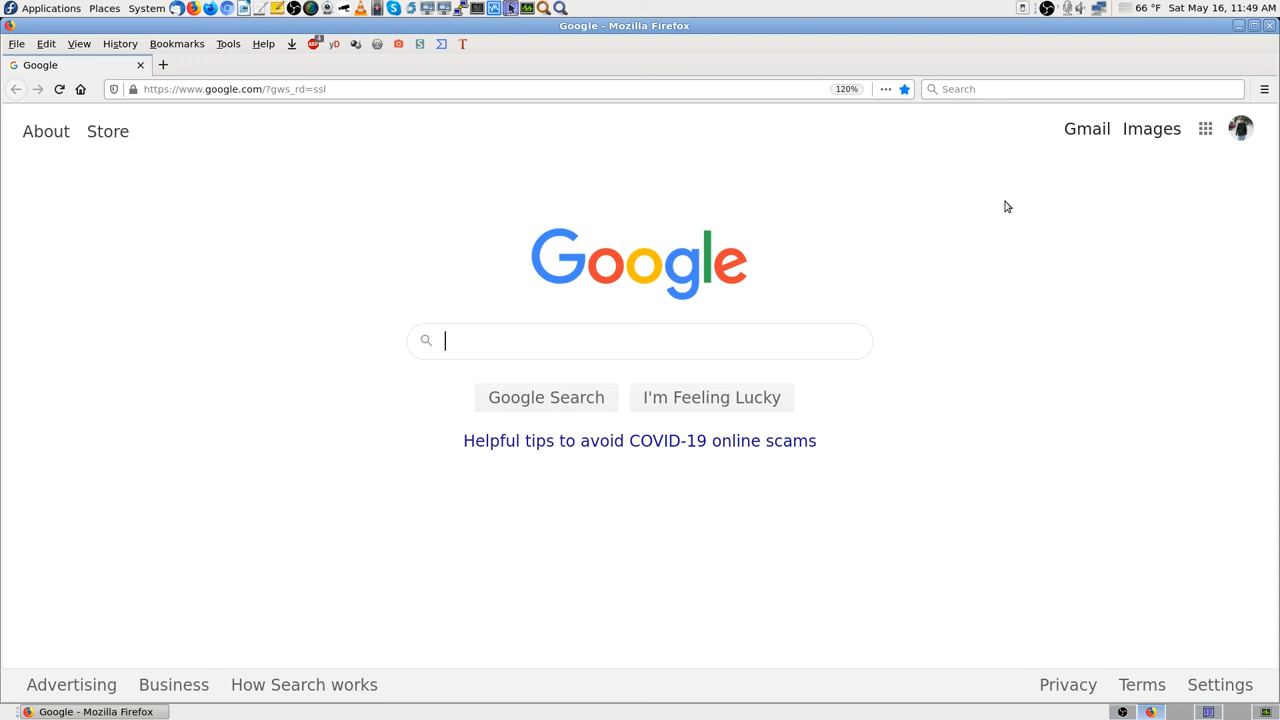 Applications Places System 66 °F Sat May 16, 11:49 AM
Google - Mozilla Firefox
File Edit View History Bookmarks Tools Help
Google
https://www.google.com/?gws_rd=ssl 120% Search
About Store Gmail Images
Google
Google Search I'm Feeling Lucky
Helpful tips to avoid COVID-19 online scams
Advertising Business How Search works Privacy Terms Settings
Google - Mozilla Firefox